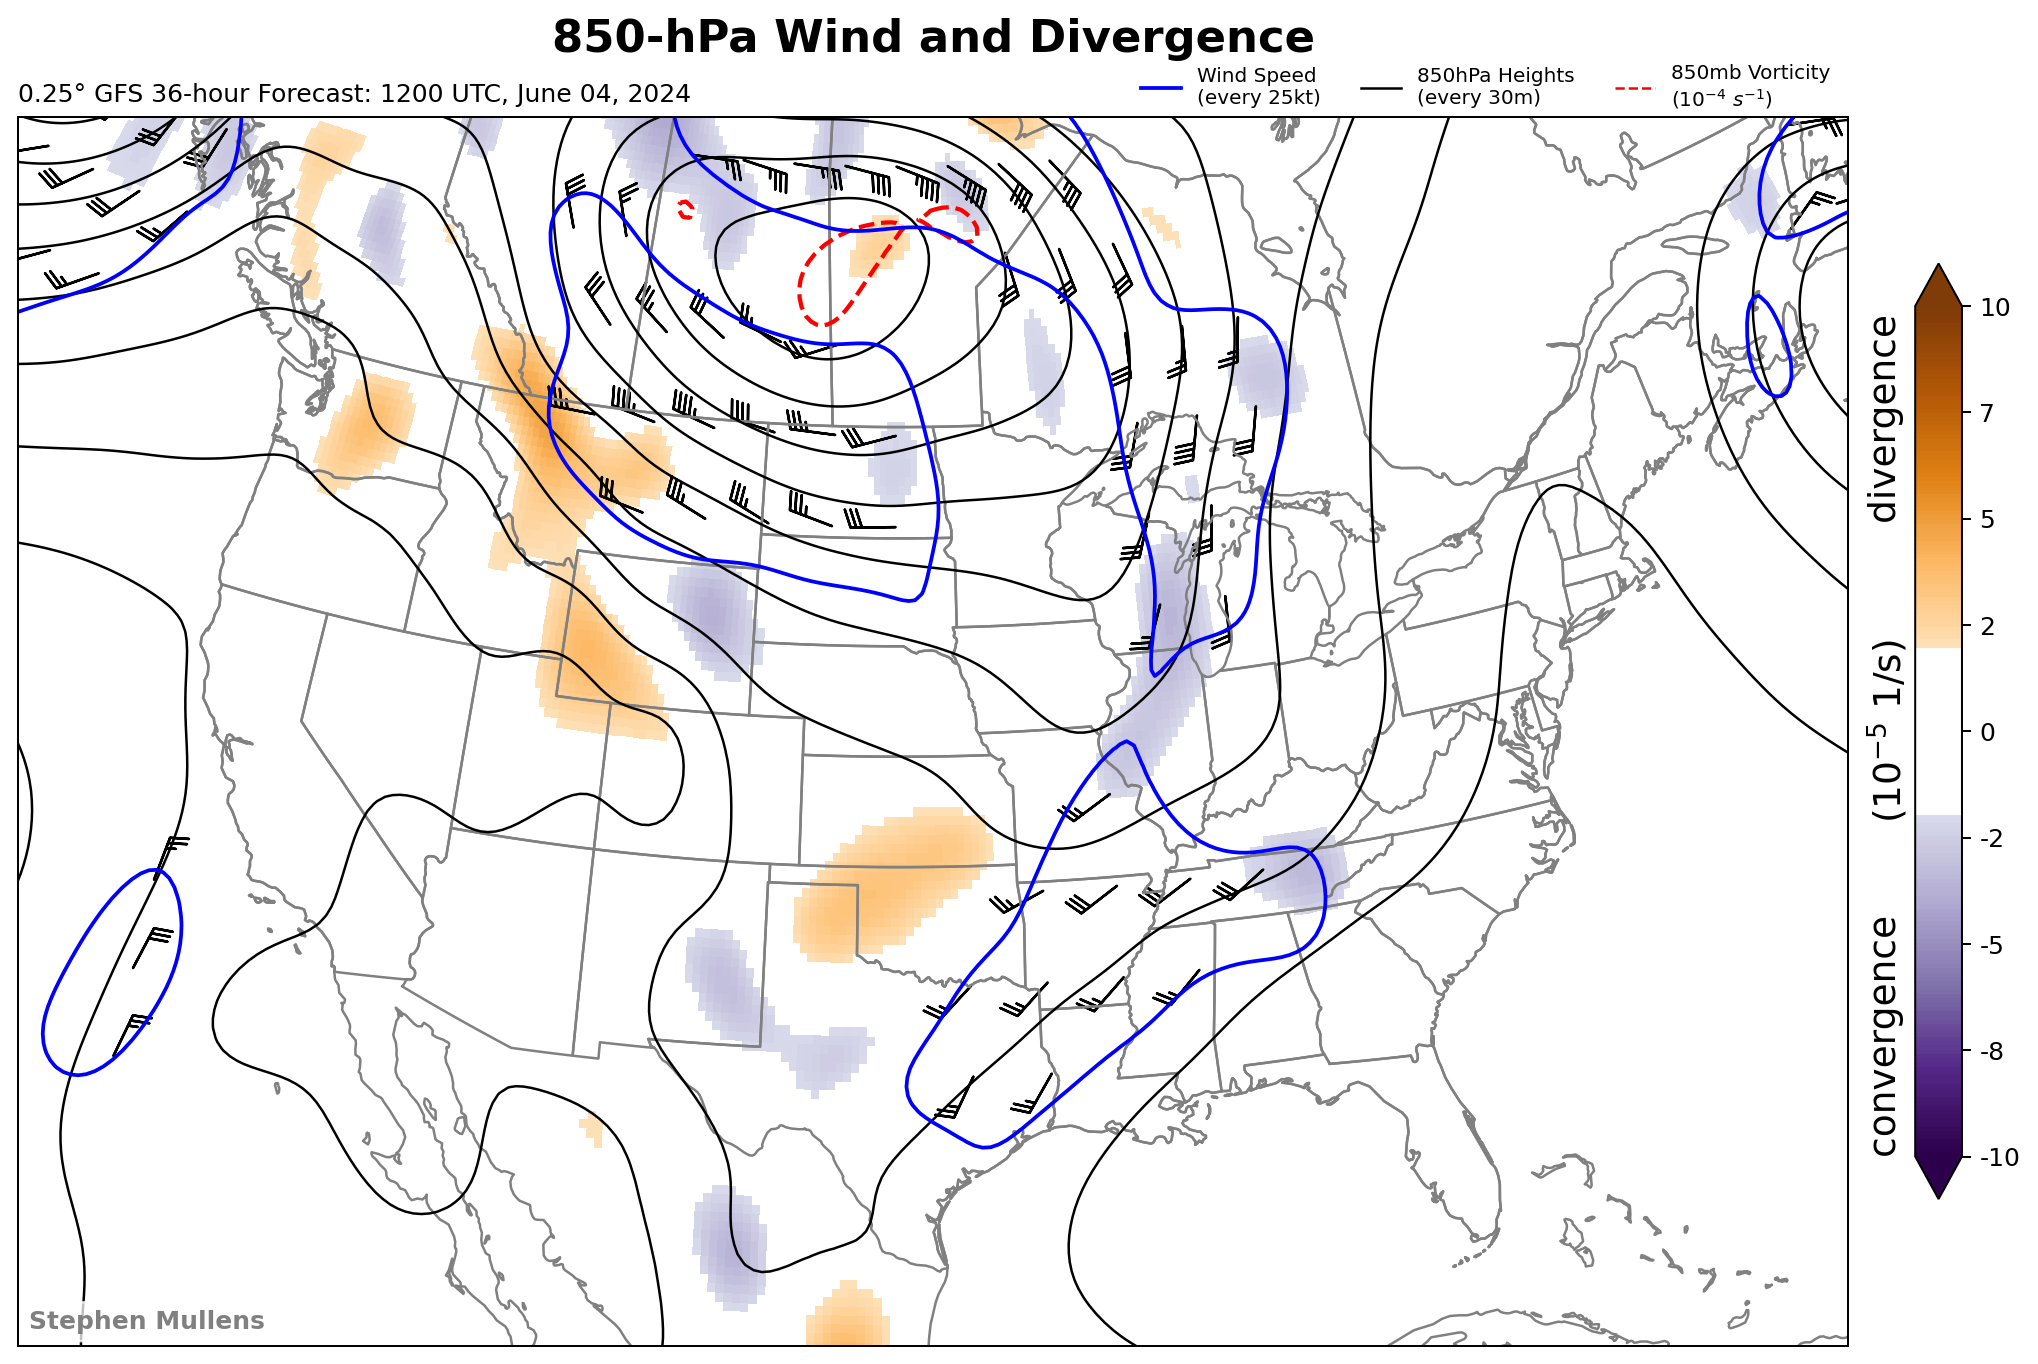 850-hPa Wind and Divergence
0.25° GFS 36-hour Forecast: 1200 UTC, June 04, 2024
Wind Speed
(every 25kt)
850hPa Heights
(every 30m)
850mb Vorticity
(10⁻⁴ s⁻¹)
10
7
5
2
0
-2
-5
-8
-10
convergence (10⁻⁵ 1/s) divergence
Stephen Mullens